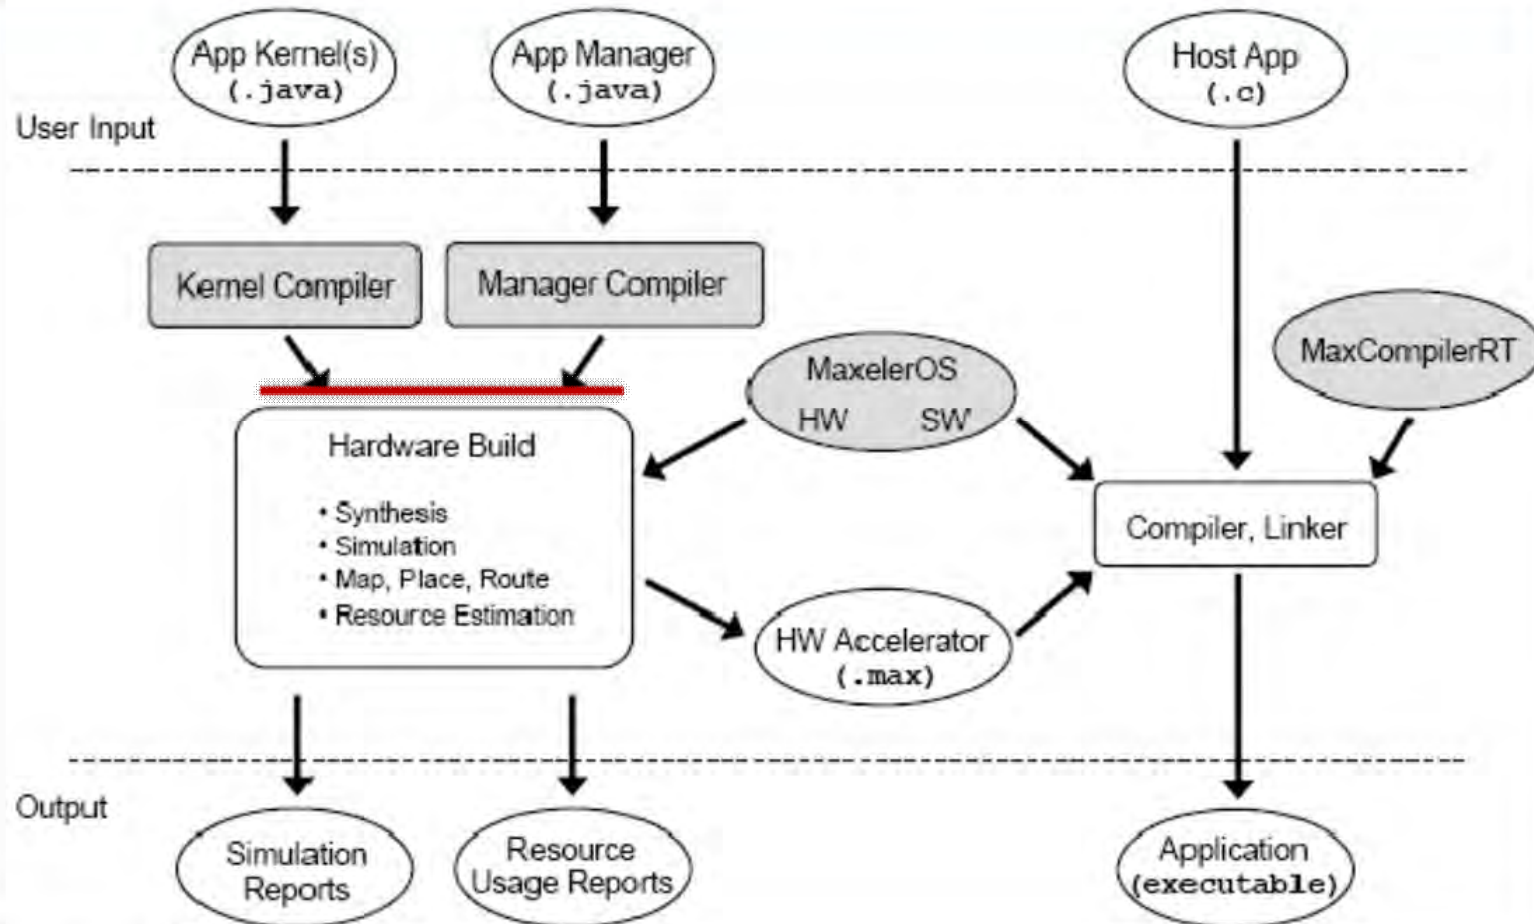 App Kernel(s)
(.java)
App Manager
(.java)
Host App
(.c)
User Input
Kernel Compiler
Manager Compiler
MaxelerOS
HW SW
MaxCompilerRT
Hardware Build
• Synthesis
• Simulation
• Map, Place, Route
• Resource Estimation
Compiler, Linker
HW Accelerator
(.max)
Output
Simulation
Reports
Resource
Usage Reports
Application
(executable)